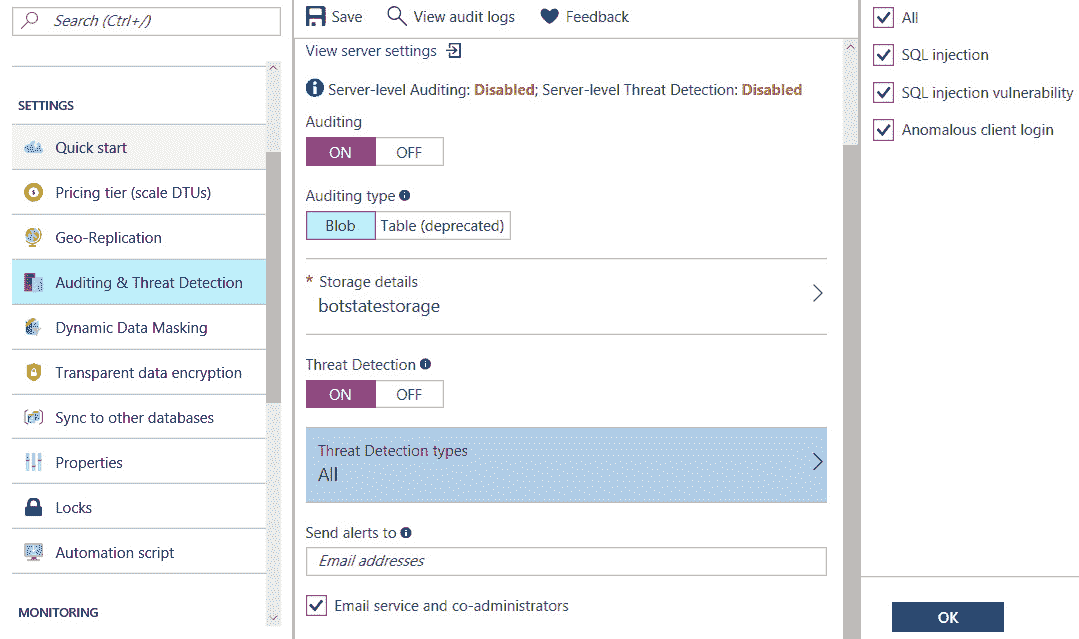 Search (Ctrl+/)
SETTINGS
Quick start
Pricing tier (scale DTUs)
Geo-Replication
Auditing & Threat Detection
Dynamic Data Masking
Transparent data encryption
Sync to other databases
Properties
Locks
Automation script
MONITORING
Save
View audit logs
Feedback
View server settings
Server-level Auditing: Disabled; Server-level Threat Detection: Disabled
Auditing
ON OFF
Auditing type
Blob Table (deprecated)
* Storage details
botstatestorage
Threat Detection
ON OFF
Threat Detection types
All
Send alerts to
Email addresses
Email service and co-administrators
All
SQL injection
SQL injection vulnerability
Anomalous client login
OK